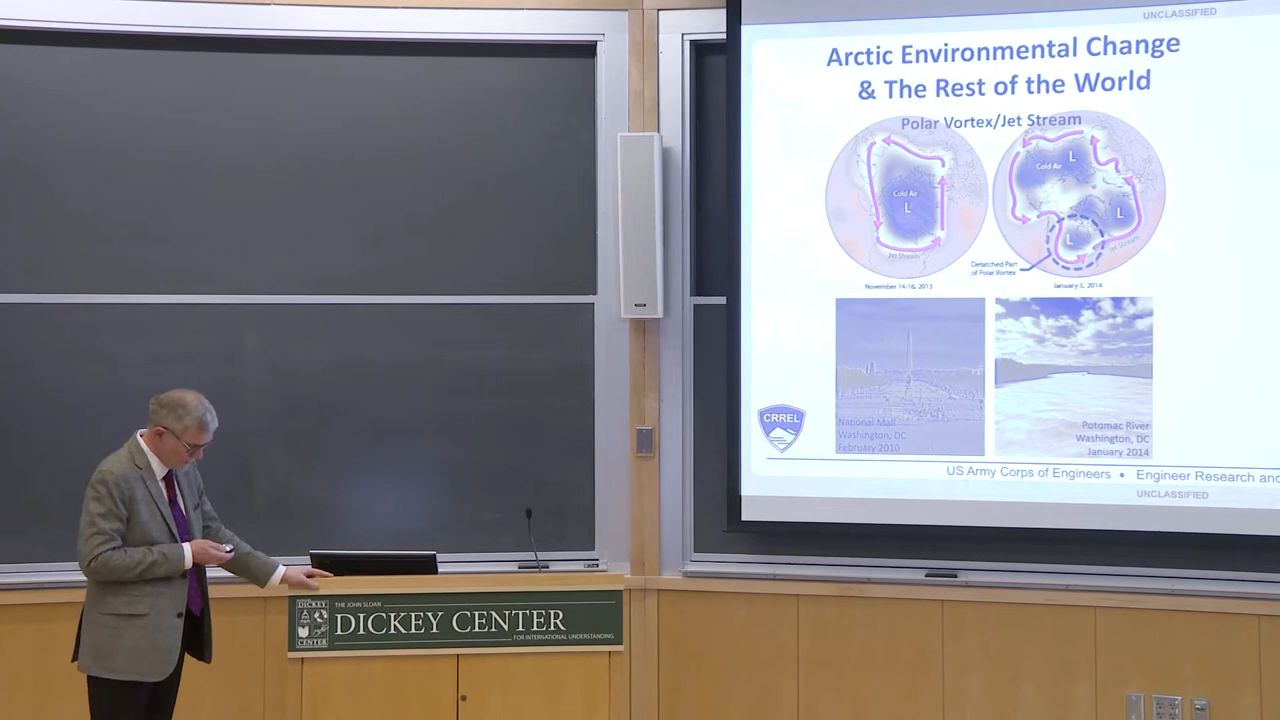 UNCLASSIFIED
Arctic Environmental Change
& The Rest of the World
Polar Vortex/Jet Stream
Cold Air
L
Jet Stream
November 14-16, 2013
L
Cold Air
L
L
Jet Stream
Detatched Part
of Polar Vortex
January 5, 2014
National Mall
Washington, DC
February 2010
Potomac River
Washington, DC
January 2014
CRREL
US Army Corps of Engineers • Engineer Research and
UNCLASSIFIED
DICKEY
CENTER
THE JOHN SLOAN
DICKEY CENTER
FOR INTERNATIONAL UNDERSTANDING